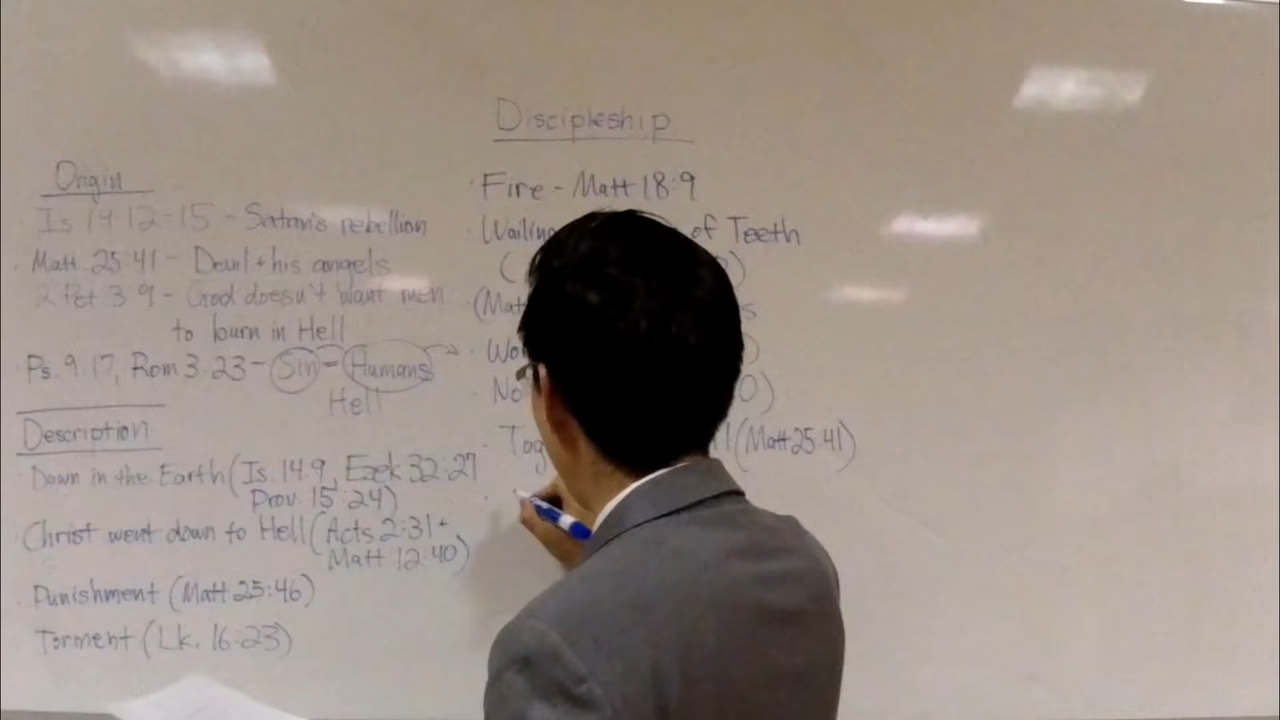 Discipleship
Origin
Is 14:12-15 - Satan's rebellion
Matt. 25:41 - Devil + his angels
2 Pet 3:9 - God doesn't want men
to burn in Hell
Ps. 9:17, Rom 3:23 - Sin - Humans
Hell
Description
Down in the Earth (Is. 14:9, Ezek 32:27
Prov. 15:24)
Christ went down to Hell (Acts 2:31 +
Matt 12:40)
Punishment (Matt 25:46)
Torment (Lk. 16:23)
Fire - Matt 18:9
of Teeth
No
(Matt 25:41)